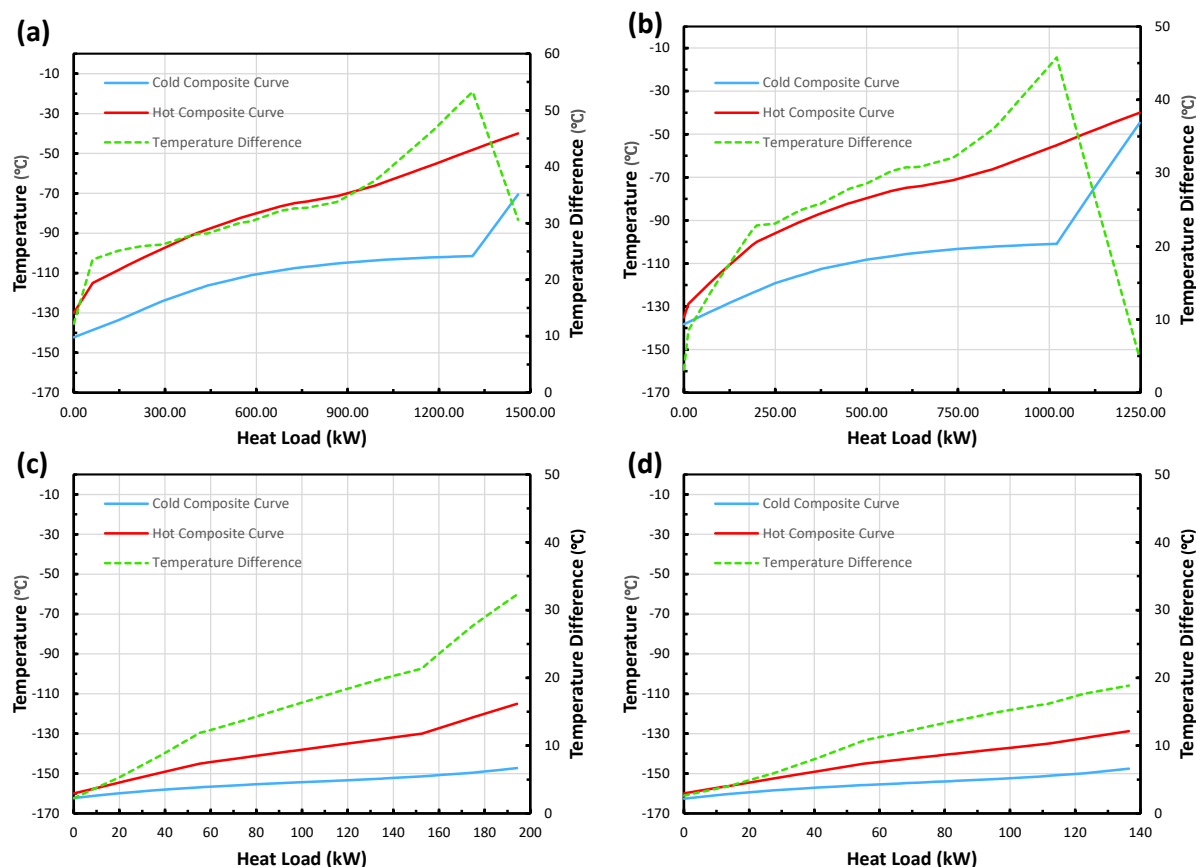 (a)
Temperature (℃)
-10
-30
-50
-70
-90
-110
-130
-150
-170
Cold Composite Curve
Hot Composite Curve
Temperature Difference
60
50
40
30
20
10
0
Temperature Difference (℃)
0.00 300.00 600.00 900.00 1200.00 1500.00
Heat Load (kW)
(b)
Temperature (℃)
-10
-30
-50
-70
-90
-110
-130
-150
-170
Cold Composite Curve
Hot Composite Curve
Temperature Difference
50
40
30
20
10
0
Temperature Difference (℃)
0.00 250.00 500.00 750.00 1000.00 1250.00
Heat Load (kW)
(c)
Temperature (℃)
-10
-30
-50
-70
-90
-110
-130
-150
-170
Cold Composite Curve
Hot Composite Curve
Temperature Difference
50
40
30
20
10
0
Temperature Difference (℃)
0 20 40 60 80 100 120 140 160 180 200
Heat Load (kW)
(d)
Temperature (℃)
-10
-30
-50
-70
-90
-110
-130
-150
-170
Cold Composite Curve
Hot Composite Curve
Temperature Difference
50
40
30
20
10
0
Temperature Difference (℃)
0 20 40 60 80 100 120 140
Heat Load (kW)